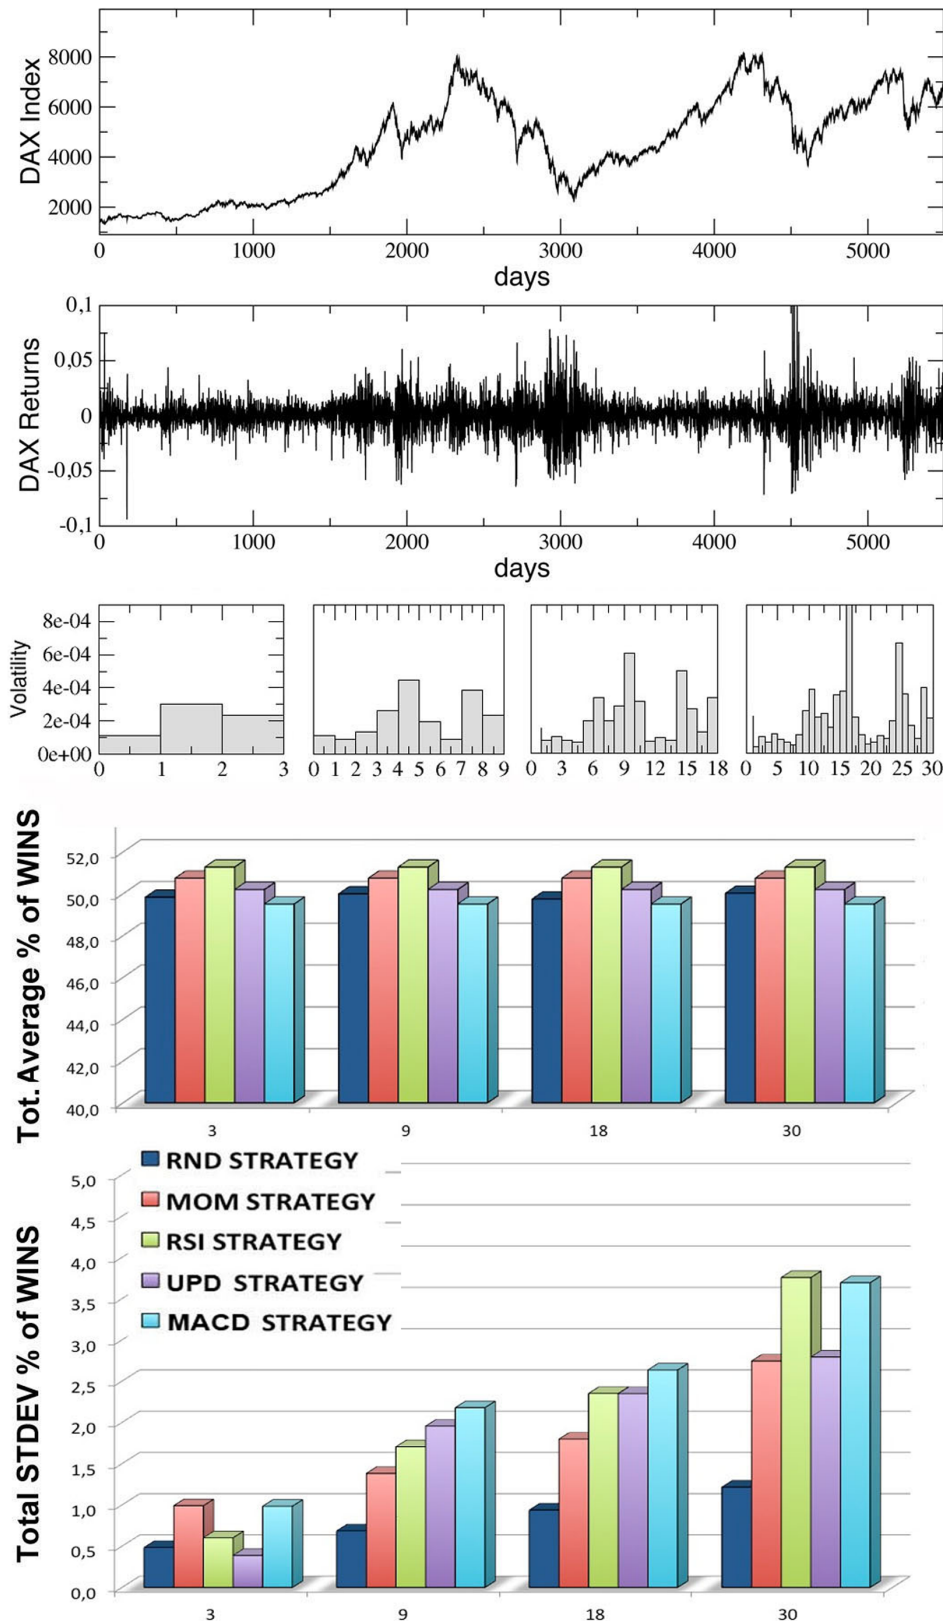 DAX Index
8000
6000
4000
2000
0 1000 2000 3000 4000 5000
days
DAX Returns
0,1
0,05
0
-0,05
-0,1
0 1000 2000 3000 4000 5000
days
Volatility
8e-04
6e-04
4e-04
2e-04
0e+00
0 1 2 3
0 1 2 3 4 5 6 7 8 9
0 3 6 9 12 15 18
0 5 10 15 20 25 30
Tot. Average % of WINS
52,0
50,0
48,0
46,0
44,0
42,0
40,0
3 9 18 30
RND STRATEGY
MOM STRATEGY
RSI STRATEGY
UPD STRATEGY
MACD STRATEGY
Total STDEV % of WINS
5,0
4,5
4,0
3,5
3,0
2,5
2,0
1,5
1,0
0,5
0,0
3 9 18 30